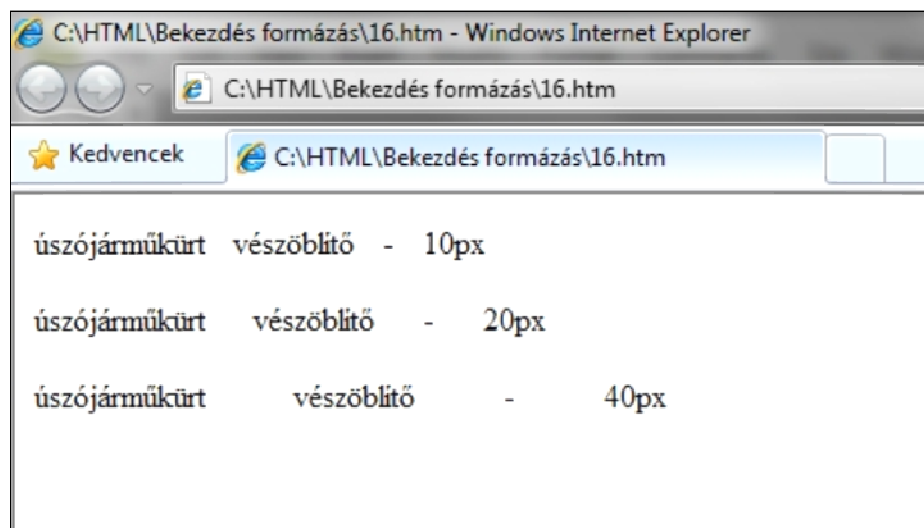 C:\HTML\Bekezdés formázás\16.htm - Windows Internet Explorer
C:\HTML\Bekezdés formázás\16.htm
Kedvencek C:\HTML\Bekezdés formázás\16.htm
úszójárműkürt vészöblítő - 10px
úszójárműkürt vészöblítő - 20px
úszójárműkürt vészöblítő - 40px